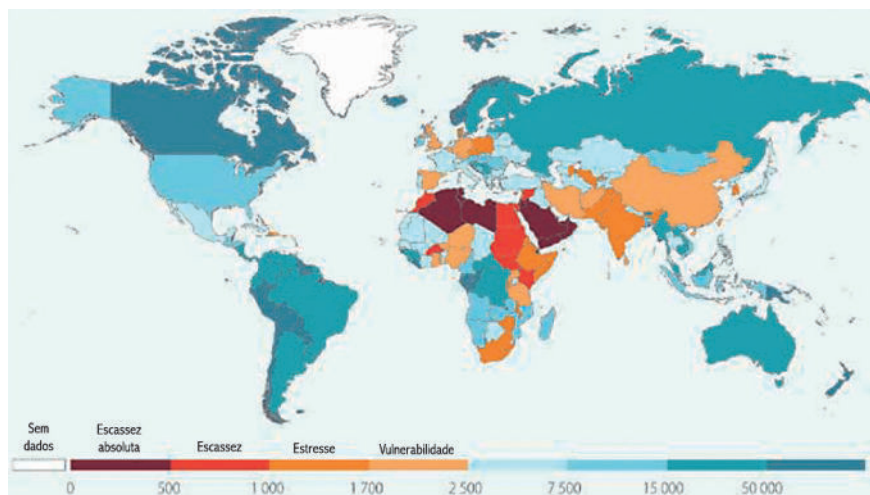 Sem dados
Escassez absoluta
Escassez
Estresse
Vulnerabilidade
0 500 1 000 1 700 2 500 7 500 15 000 50 000